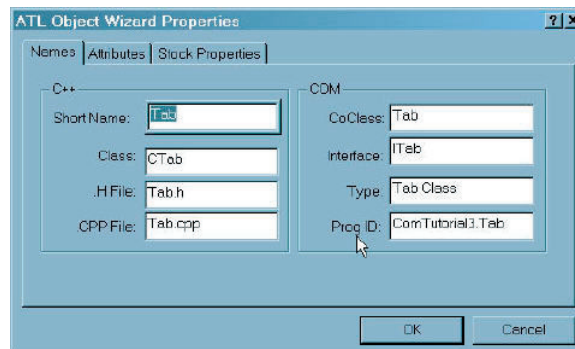 ATL Object Wizard Properties
Names Attributes Stock Properties
C++
Short Name: Tab
Class: CTab
.H File: Tab.h
CPP File: Tab.cpp
COM
CoClass: Tab
Interface: ITab
Type: Tab Class
Prog ID: ComTutorial3.Tab
OK Cancel